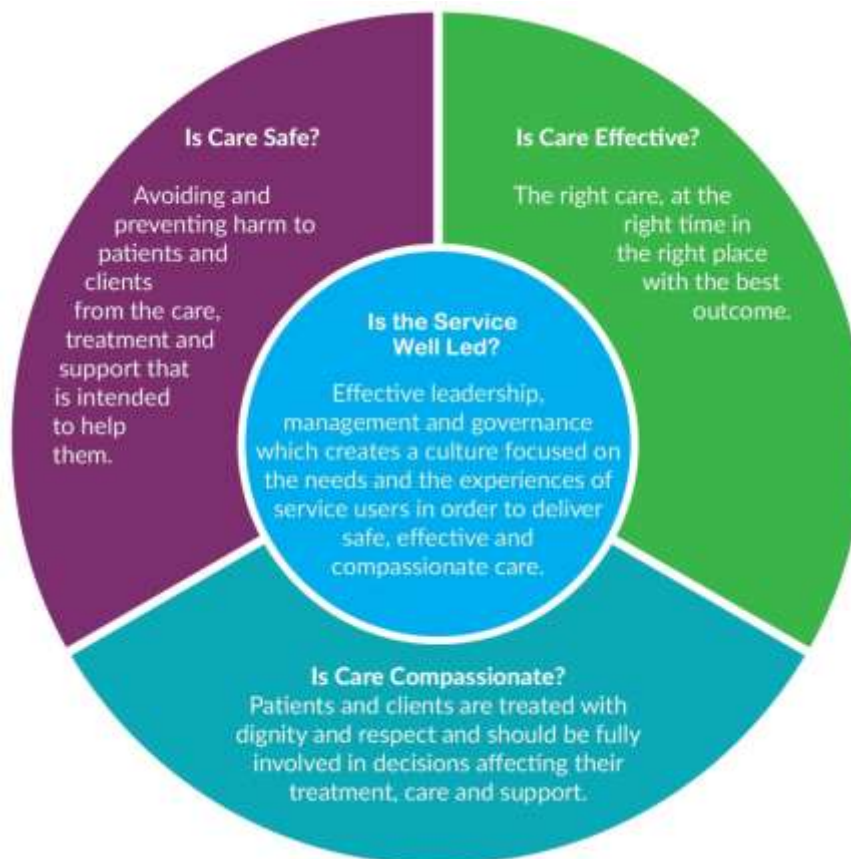 Is Care Safe?
Avoiding and
preventing harm to
patients and
clients
from the care,
treatment and
support that
is intended
to help
them.
Is Care Effective?
The right care, at the
right time in
the right place
with the best
outcome.
Is the Service
Well Led?
Effective leadership,
management and governance
which creates a culture focused on
the needs and the experiences of
service users in order to deliver
safe, effective and
compassionate care.
Is Care Compassionate?
Patients and clients are treated with
dignity and respect and should be fully
involved in decisions affecting their
treatment, care and support.